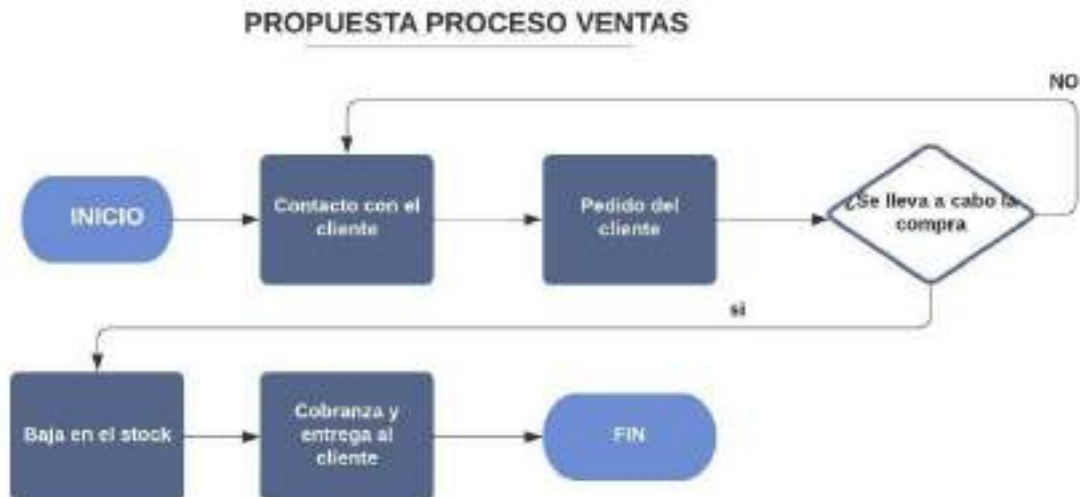 PROPUESTA PROCESO VENTAS
NO
INICIO
Contacto con el
cliente
Pedido del
cliente
¿Se lleva a cabo la
compra
si
Baja en el stock
Cobranza y
entrega al
cliente
FIN